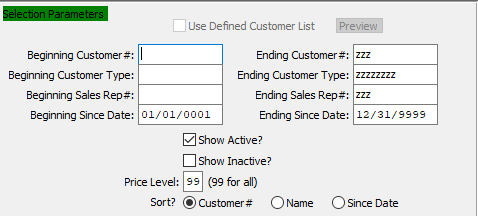 Selection Parameters
Use Defined Customer List Preview
Beginning Customer#: Ending Customer#: zzz
Beginning Customer Type: Ending Customer Type: zzzzzzzz
Beginning Sales Rep#: Ending Sales Rep#: zzz
Beginning Since Date: 01/01/0001 Ending Since Date: 12/31/9999
Show Active?
Show Inactive?
Price Level: 99 (99 for all)
Sort? Customer# Name Since Date